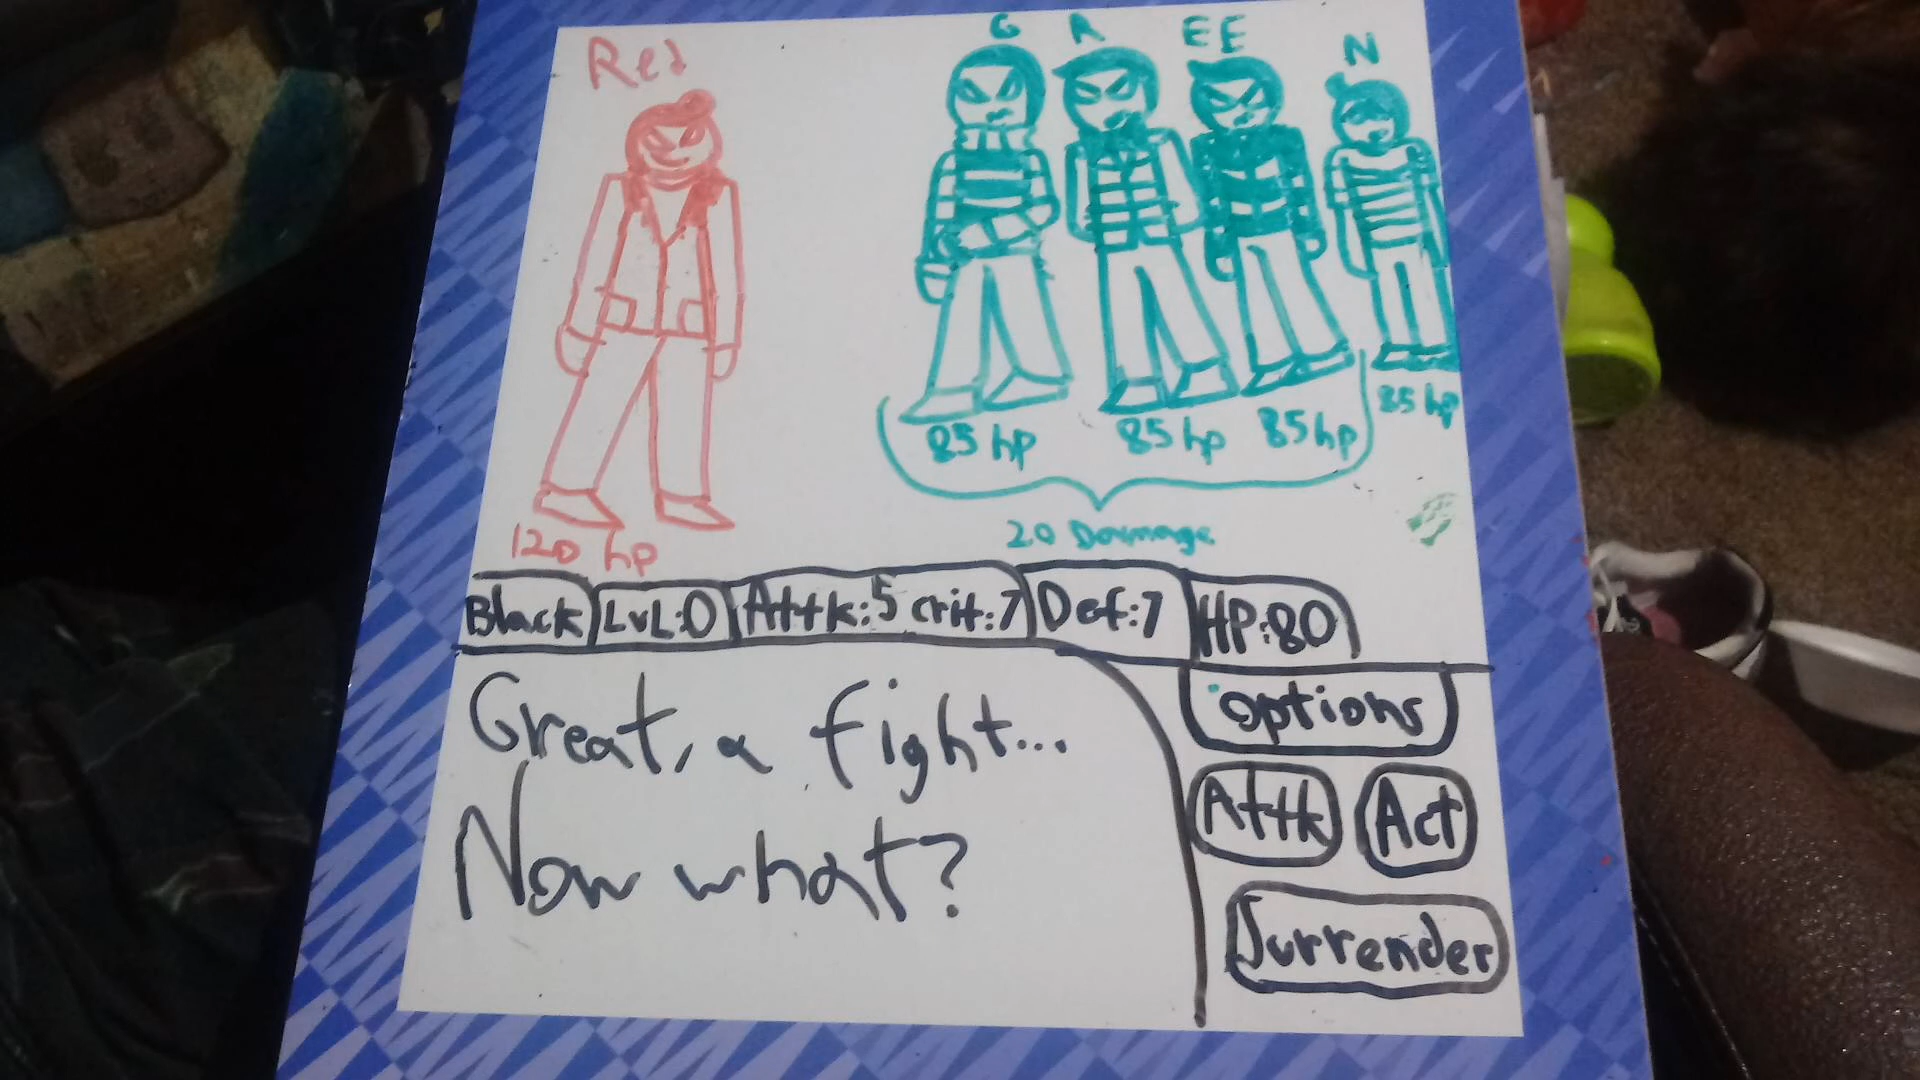 Red
G R EE N
120 hp
85 hp 85 hp 85 hp 85 hp
20 Dammage
Black LvL:0 Attk:5 crit:7 Def:7 HP:80
Great, a fight...
Now what?
options
Attk Act
Surrender